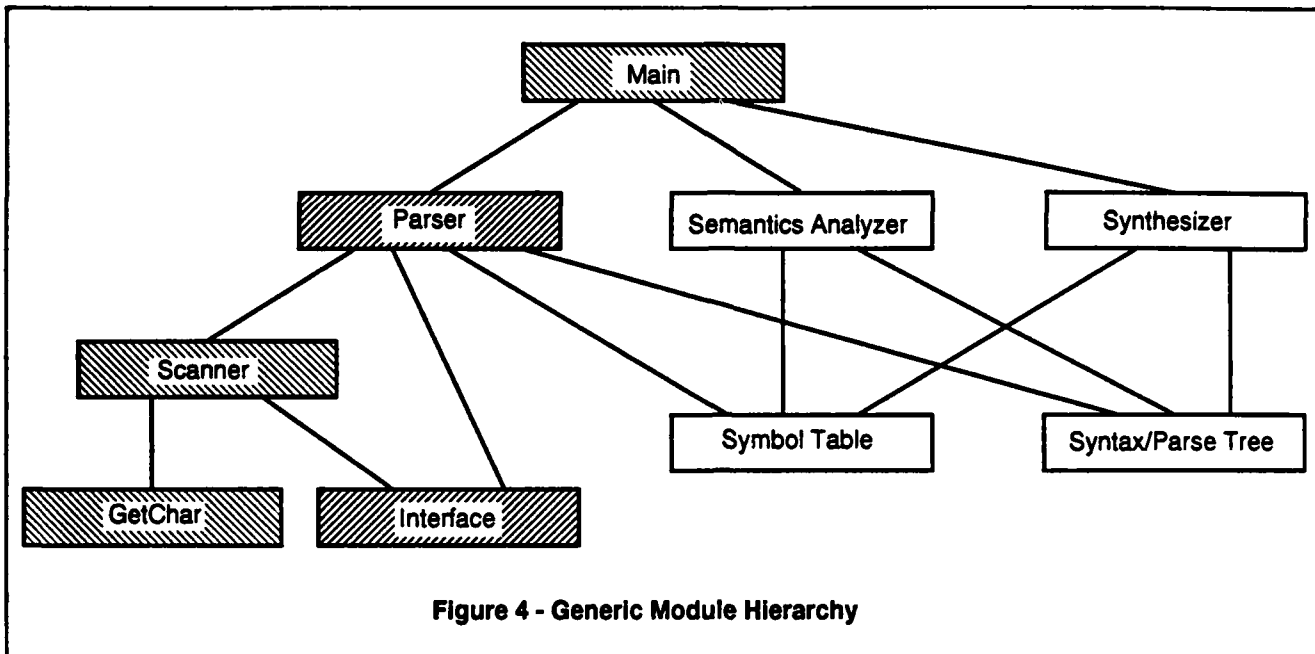 Main
Parser
Semantics Analyzer
Synthesizer
Scanner
Symbol Table
Syntax/Parse Tree
GetChar
Interface
Figure 4 - Generic Module Hierarchy